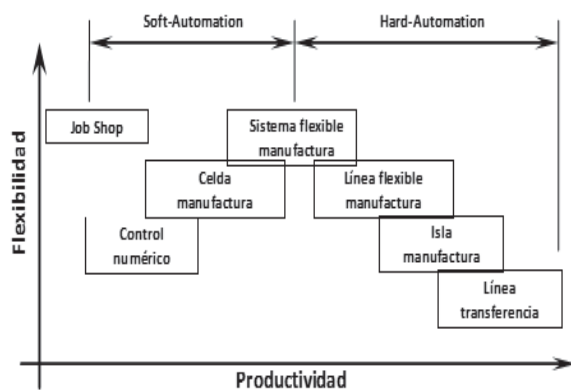 Soft-Automation
Hard-Automation
Flexibilidad
Job Shop
Sistema flexible
manufactura
Celda
manufactura
Línea flexible
manufactura
Control
numérico
Isla
manufactura
Línea
transferencia
Productividad